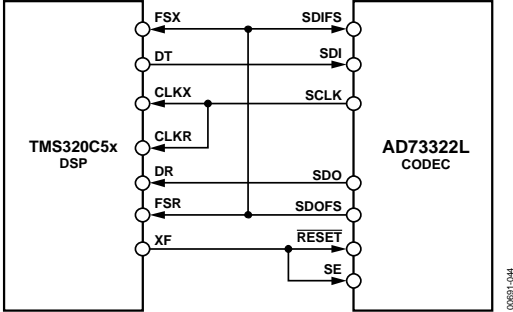 FSX SDIFS
DT SDI
CLKX SCLK
CLKR
TMS320C5x
DSP
AD73322L
CODEC
DR SDO
FSR SDOFS
XF RESET
SE
00691-044